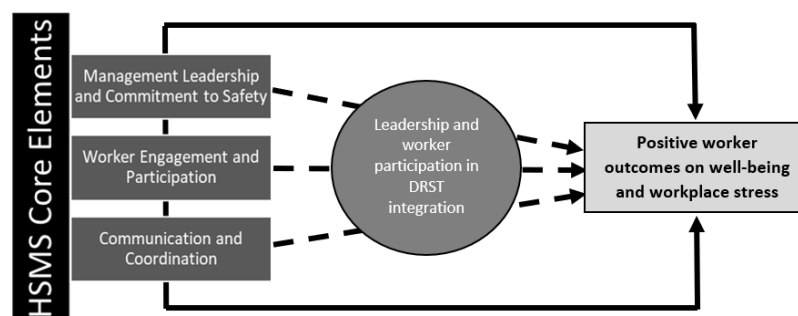 HSMS Core Elements
Management Leadership
and Commitment to Safety
Worker Engagement and
Participation
Communication and
Coordination
Leadership and
worker
participation in
DRST
integration
Positive worker
outcomes on well-being
and workplace stress